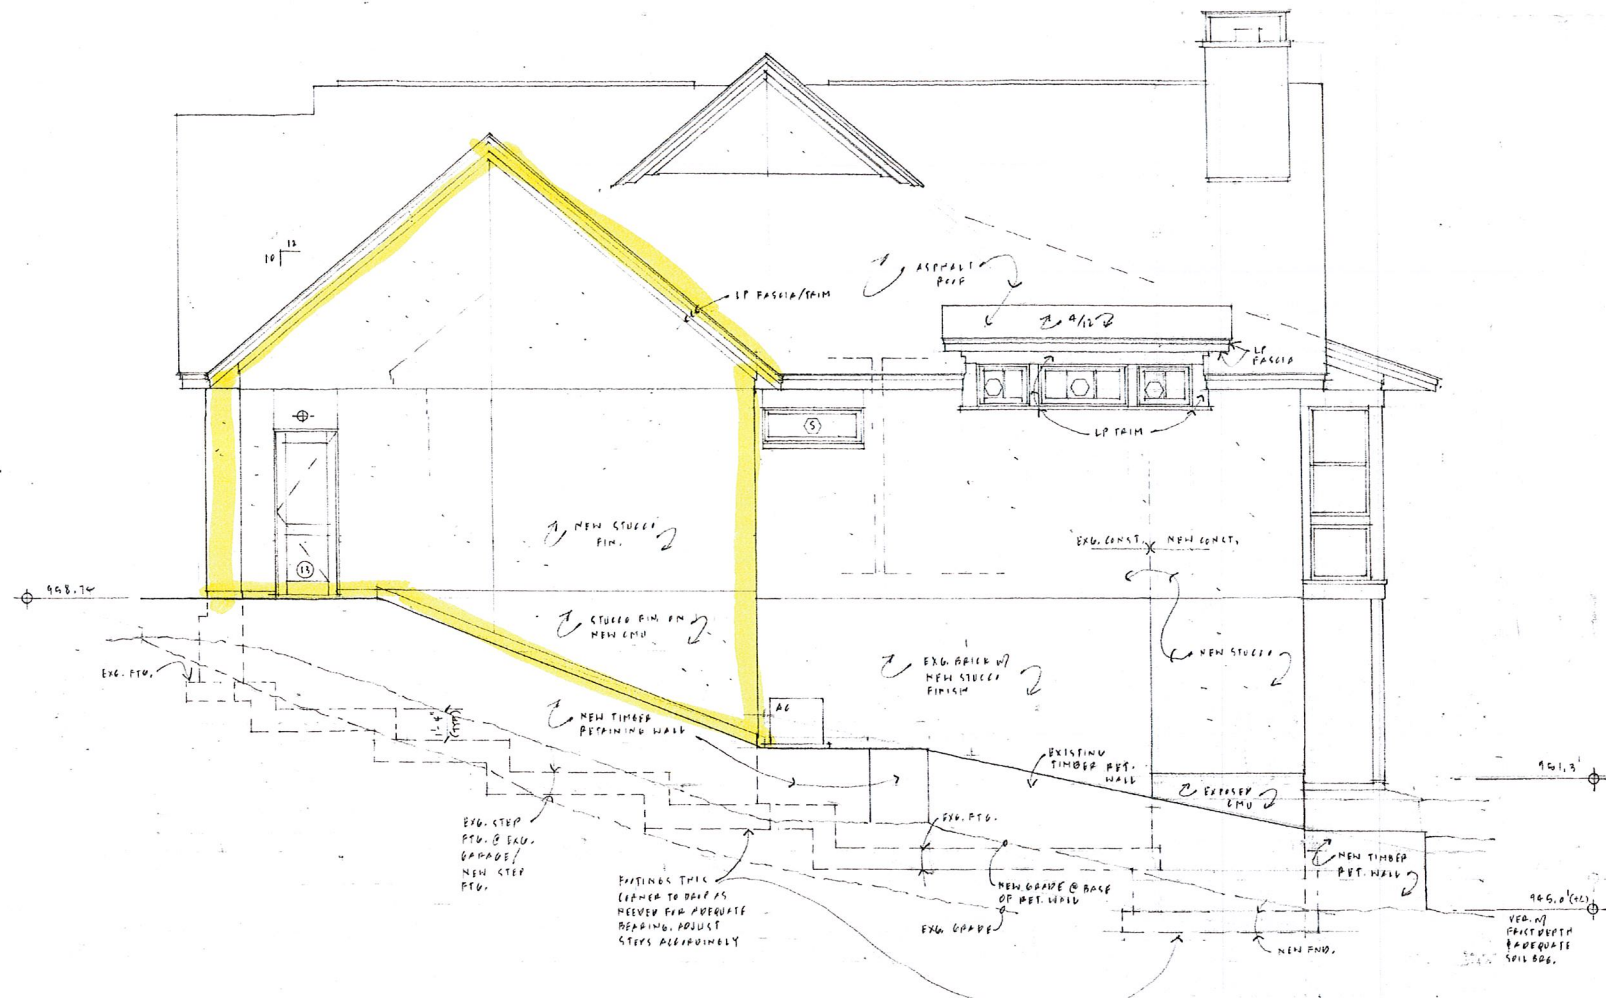 12
10
LP FASCIA/TRIM
ASPHALT
ROOF
4/12
LP
FASCIA
LP TRIM
5
NEW STUCCO
FIN.
EXG. CONST. NEW CONST.
13
STUCCO FIN. ON
NEW CMU
EXG. BRICK W/
NEW STUCCO
FINISH
NEW STUCCO
EXG. FTG.
AC
NEW TIMBER
RETAINING WALL
EXISTING
TIMBER RET.
WALL
951.3'
EXPOSED
CMU
EXG. STEP
FTG. @ EXG.
GARAGE/
NEW STEP
FTG.
EXG. FTG.
NEW TIMBER
RET. WALL
FOOTINGS THIS
CORNER TO DROP AS
NEEDED FOR ADEQUATE
BEARING. ADJUST
STEPS ACCORDINGLY
NEW GRADE @ BASE
OF RET. WALL
EXG. GRADE
NEW FND.
945.0'(+/-)
VER. W/
FROST DEPTH
& ADEQUATE
SOIL BRG.